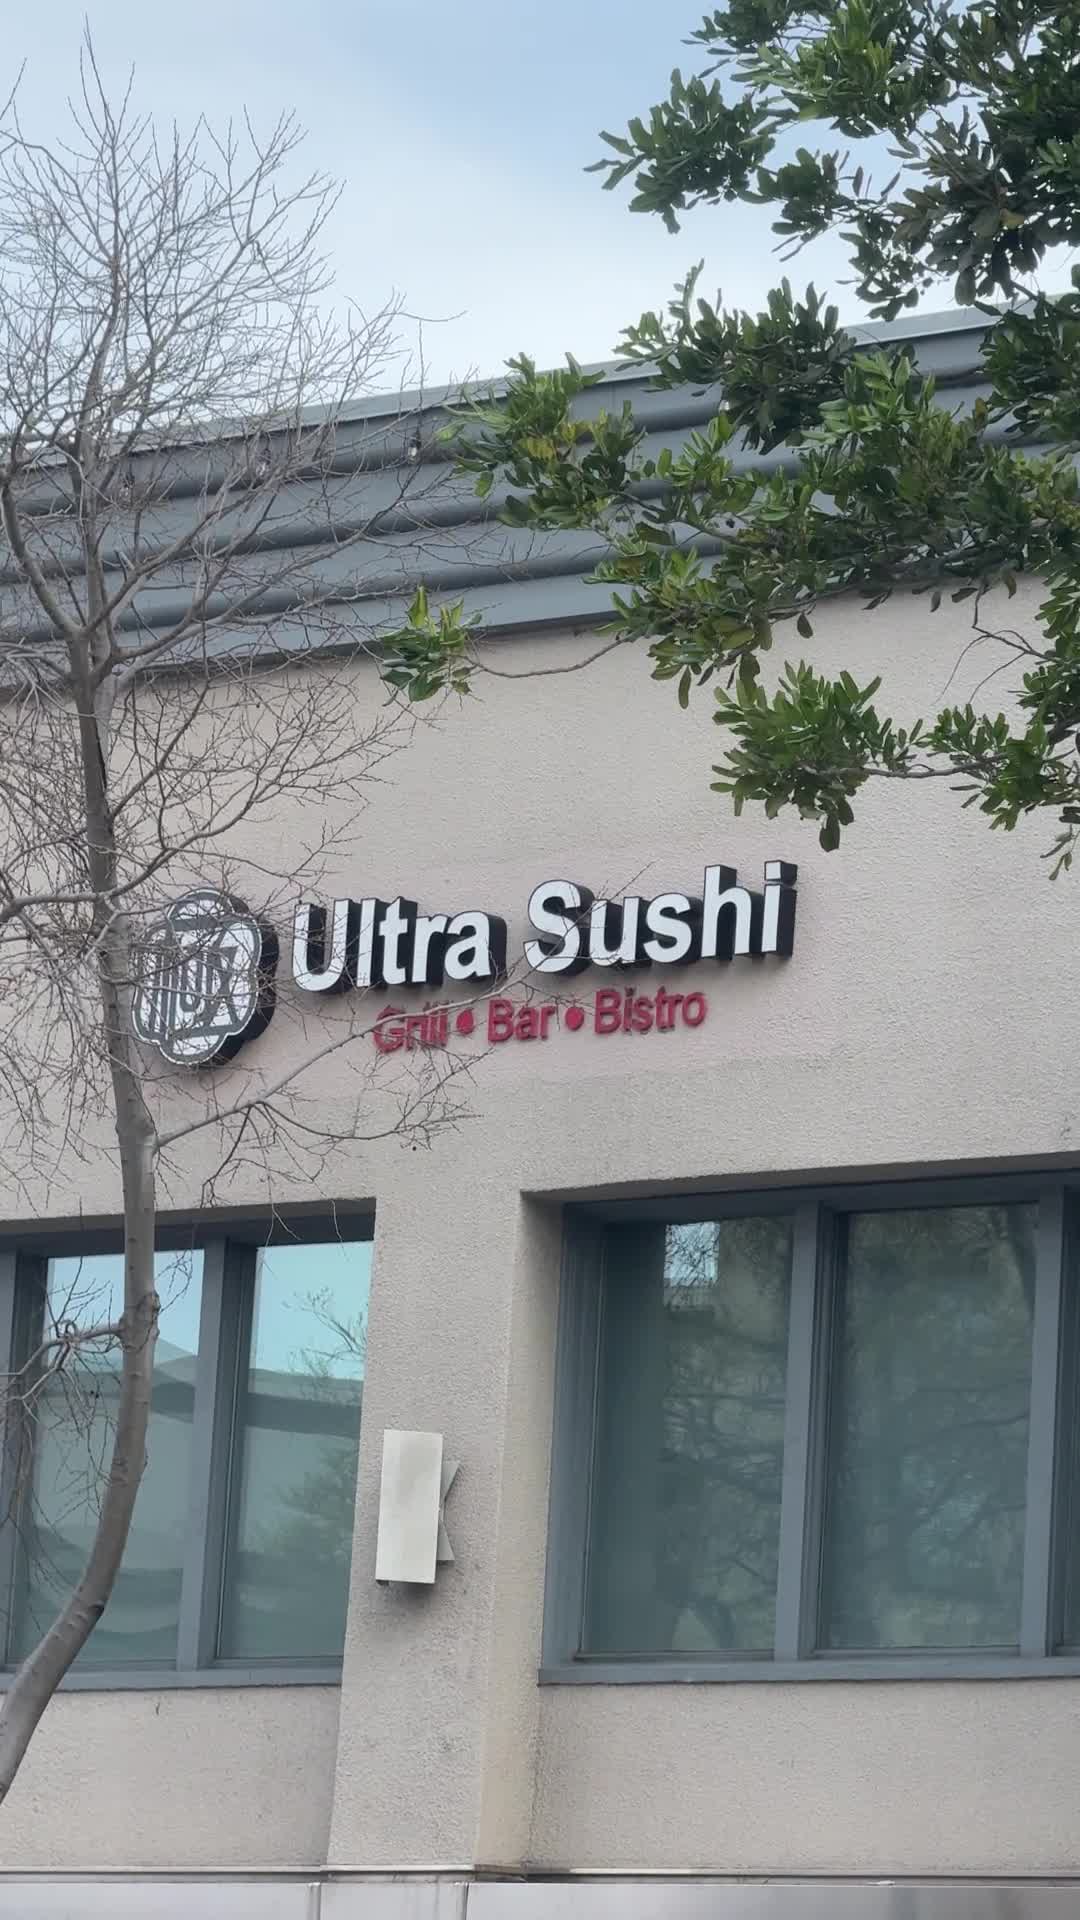 Ultra Sushi
Grill • Bar • Bistro